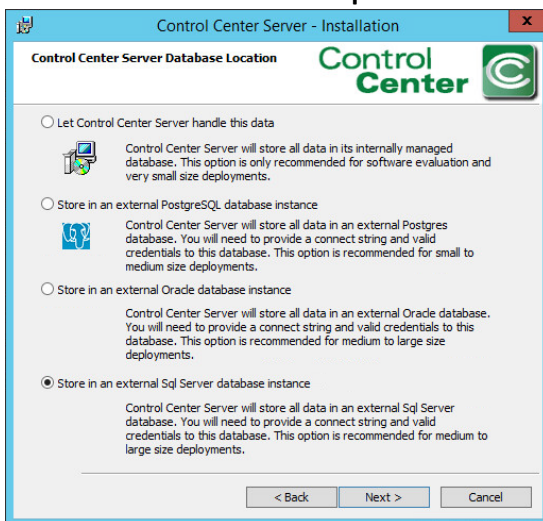 Control Center Server - Installation
x
Control Center Server Database Location
Control
Center
C
Let Control Center Server handle this data
Control Center Server will store all data in its internally managed
database. This option is only recommended for software evaluation and
very small size deployments.
Store in an external PostgreSQL database instance
Control Center Server will store all data in an external Postgres
database. You will need to provide a connect string and valid
credentials to this database. This option is recommended for small to
medium size deployments.
Store in an external Oracle database instance
Control Center Server will store all data in an external Oracle database.
You will need to provide a connect string and valid credentials to this
database. This option is recommended for medium to large size
deployments.
Store in an external Sql Server database instance
Control Center Server will store all data in an external Sql Server
database. You will need to provide a connect string and valid
credentials to this database. This option is recommended for medium to
large size deployments.
< Back
Next >
Cancel